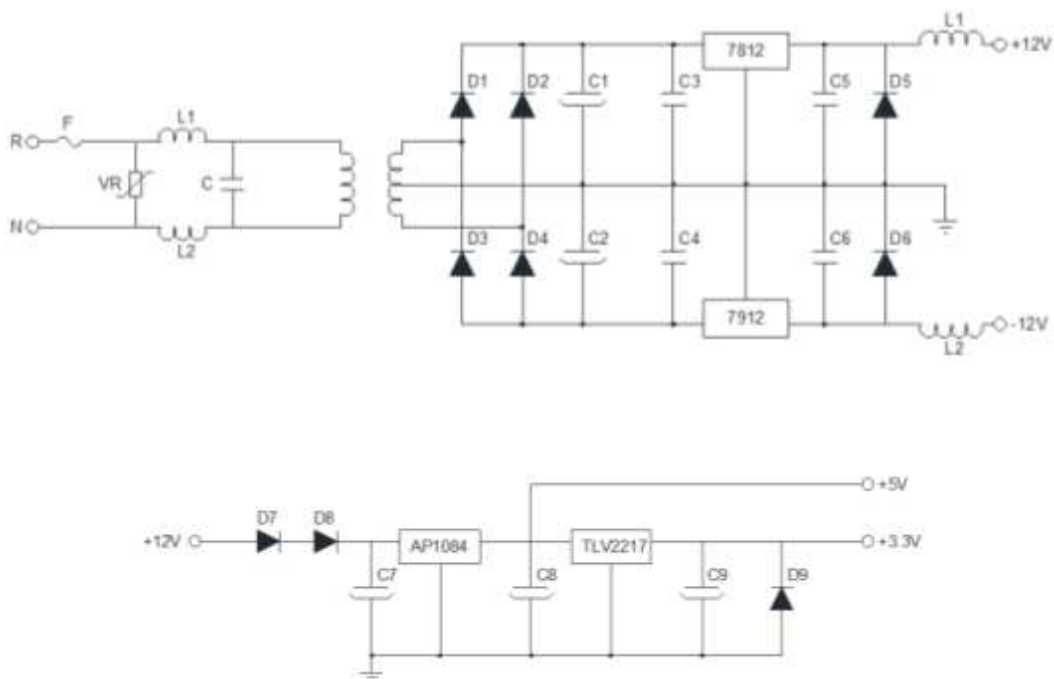 L1
7812
+12V
D1
D2
C1
C3
C5
D5
F
L1
R
VR
C
N
L2
D3
D4
C2
C4
C6
D6
7912
-12V
L2
+5V
D7
D8
+12V
AP1084
TLV2217
+3.3V
C7
C8
C9
D9